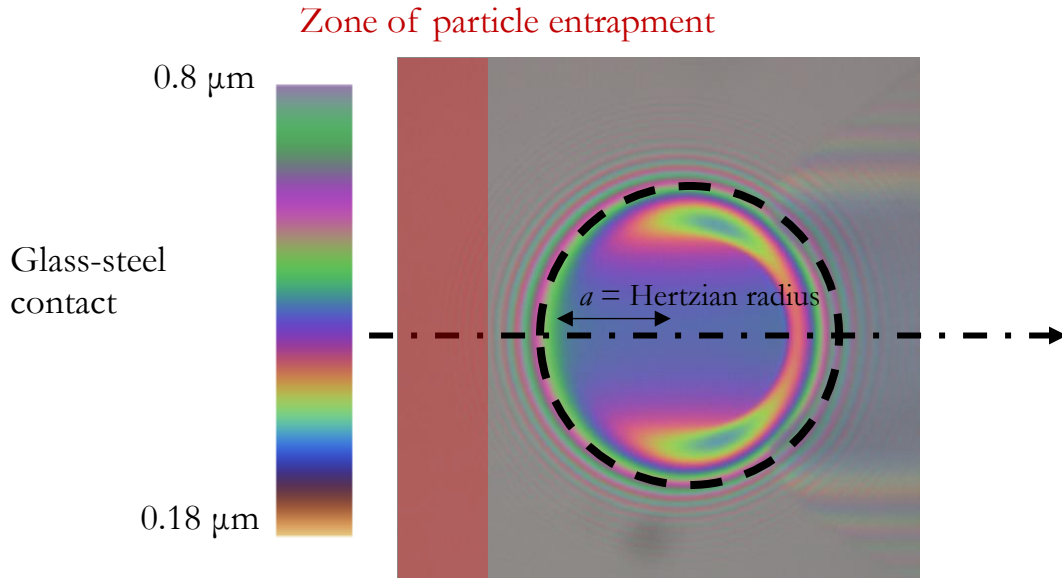 Zone of particle entrapment
0.8 μm
Glass-steel
contact
a = Hertzian radius
0.18 μm